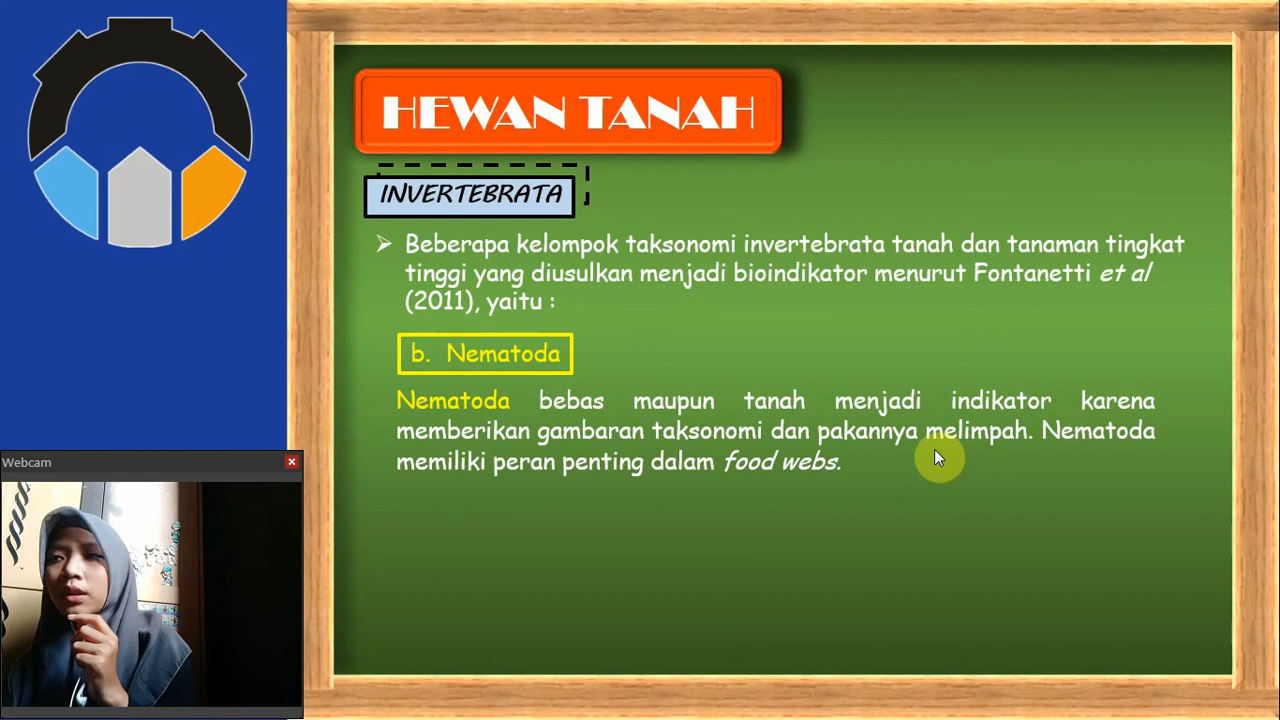 HEWAN TANAH
INVERTEBRATA
➢ Beberapa kelompok taksonomi invertebrata tanah dan tanaman tingkat
tinggi yang diusulkan menjadi bioindikator menurut Fontanetti et al
(2011), yaitu :
b. Nematoda
Nematoda bebas maupun tanah menjadi indikator karena
memberikan gambaran taksonomi dan pakannya melimpah. Nematoda
memiliki peran penting dalam food webs.
Webcam